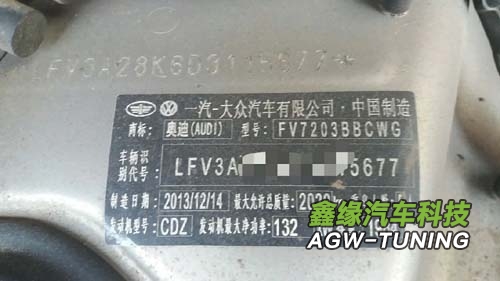 一汽-大众汽车有限公司·中国制造
商标: 奥迪(AUDI) 型号: FV7203BBCWG
车辆识别代号: LFV3A 5677
制造日期: 2013/12/14 最大允许总质量:
发动机型号: CDZ 发动机最大净功率: 132
鑫缘汽车科技
AGW-TUNING